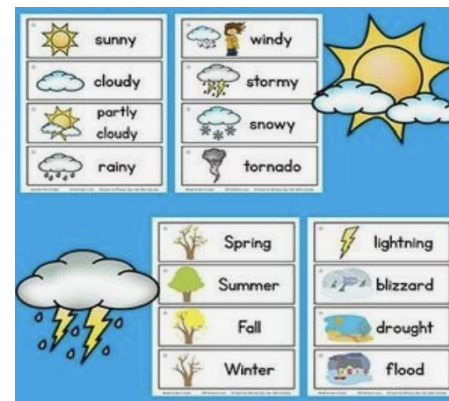 sunny
cloudy
partly
cloudy
rainy
windy
stormy
snowy
tornado
Spring
Summer
Fall
Winter
lightning
blizzard
drought
flood